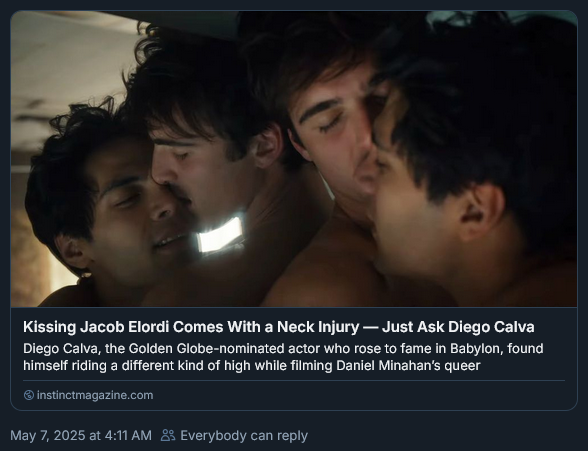 Kissing Jacob Elordi Comes With a Neck Injury — Just Ask Diego Calva
Diego Calva, the Golden Globe-nominated actor who rose to fame in Babylon, found
himself riding a different kind of high while filming Daniel Minahan's queer
instinctmagazine.com
May 7, 2025 at 4:11 AM Everybody can reply